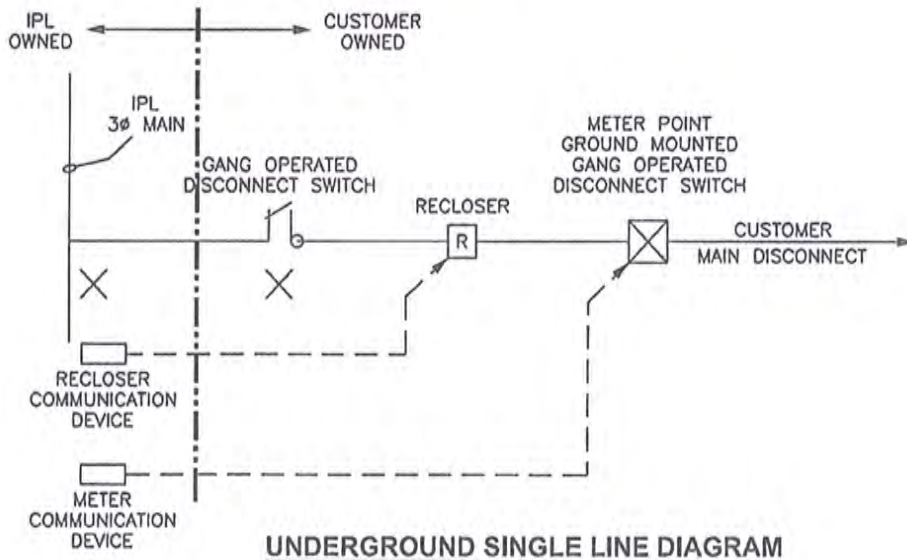 IPL
OWNED
CUSTOMER
OWNED
IPL
3ø MAIN
GANG OPERATED
DISCONNECT SWITCH
RECLOSER
R
METER POINT
GROUND MOUNTED
GANG OPERATED
DISCONNECT SWITCH
CUSTOMER
MAIN DISCONNECT
RECLOSER
COMMUNICATION
DEVICE
METER
COMMUNICATION
DEVICE
UNDERGROUND SINGLE LINE DIAGRAM